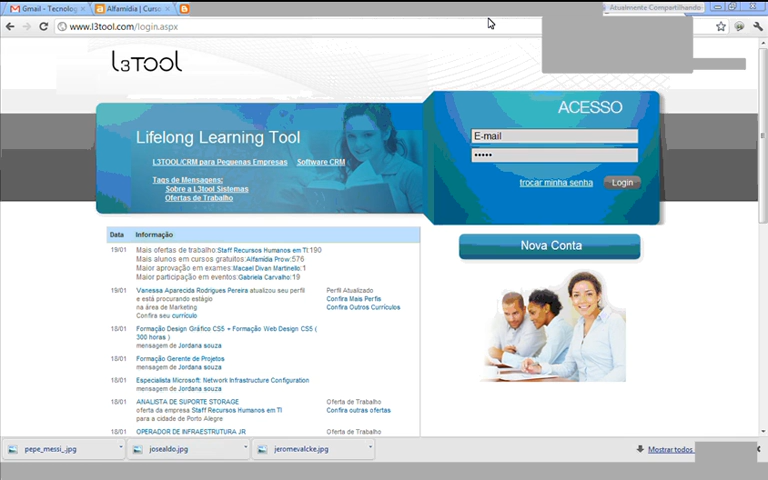 Gmail - Tecnolog
Alfamídia | Curso
Atualmente Compartilhando
www.l3tool.com/login.aspx
L3TOOL
ACESSO
Lifelong Learning Tool
E-mail
L3TOOL/CRM para Pequenas Empresas Software CRM
•••••
Tags de Mensagens:
Sobre a L3tool Sistemas
Ofertas de Trabalho
trocar minha senha Login
Data Informação
Nova Conta
19/01 Mais ofertas de trabalho:Staff Recursos Humanos em TI:190
Mais alunos em cursos gratuitos:Alfamídia Prow:576
Maior aprovação em exames:Macael Divan Martinello:1
Maior participação em eventos:Gabriela Carvalho:19
19/01 Vanessa Aparecida Rodrigues Pereira atualizou seu perfil Perfil Atualizado
e está procurando estágio Confira Mais Perfis
na área de Marketing Confira Outros Currículos
Confira seu currículo
18/01 Formação Design Gráfico CS5 + Formação Web Design CS5 (
300 horas )
mensagem de Jordana souza
18/01 Formação Gerente de Projetos
mensagem de Jordana souza
18/01 Especialista Microsoft: Network Infrastructure Configuration
mensagem de Jordana souza
18/01 ANALISTA DE SUPORTE STORAGE Oferta de Trabalho
oferta da empresa Staff Recursos Humanos em TI Confira outras ofertas
para a cidade de Porto Alegre
18/01 OPERADOR DE INFRAESTRUTURA JR Oferta de Trabalho
pepe_messi_.jpg josealdo.jpg jeromevalcke.jpg Mostrar todos